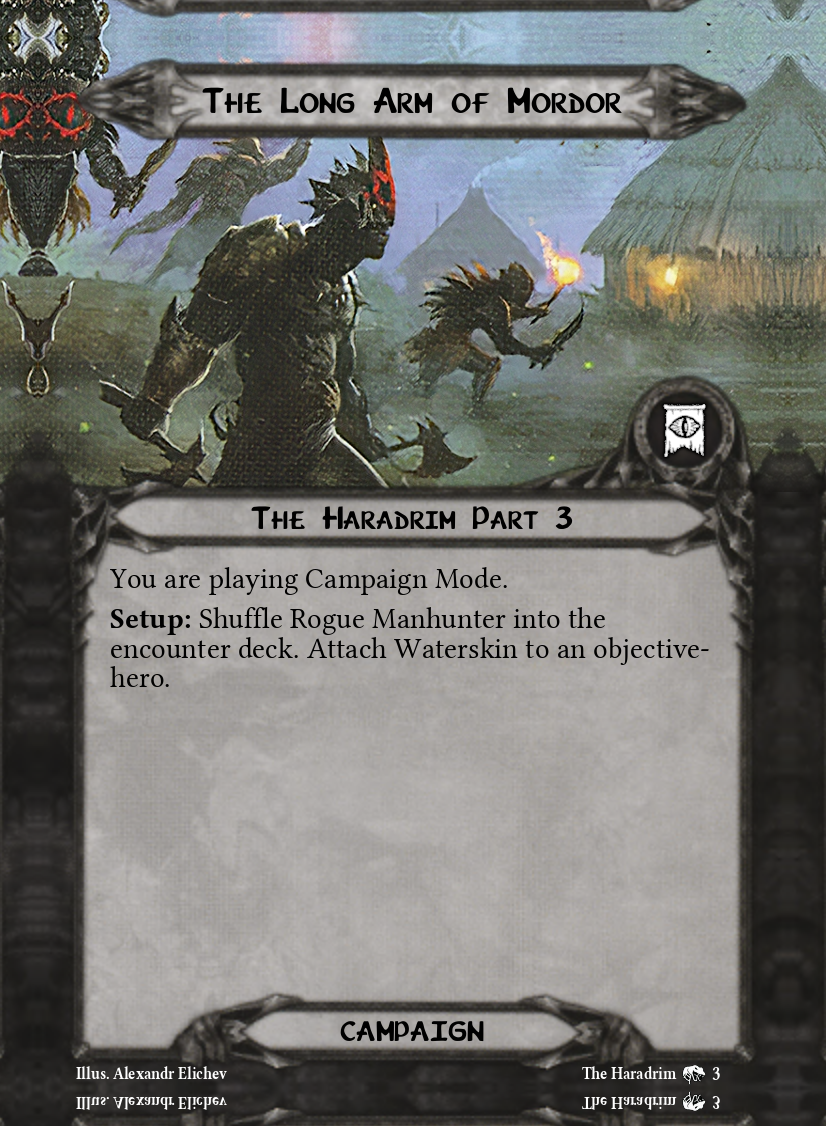 The Long Arm of Mordor
The Haradrim Part 3
You are playing Campaign Mode.
Setup: Shuffle Rogue Manhunter into the
encounter deck. Attach Waterskin to an objective-
hero.
CAMPAIGN
Illus. Alexandr Elichev
The Haradrim 3
Illus. Alexandr Elichev
The Haradrim 3